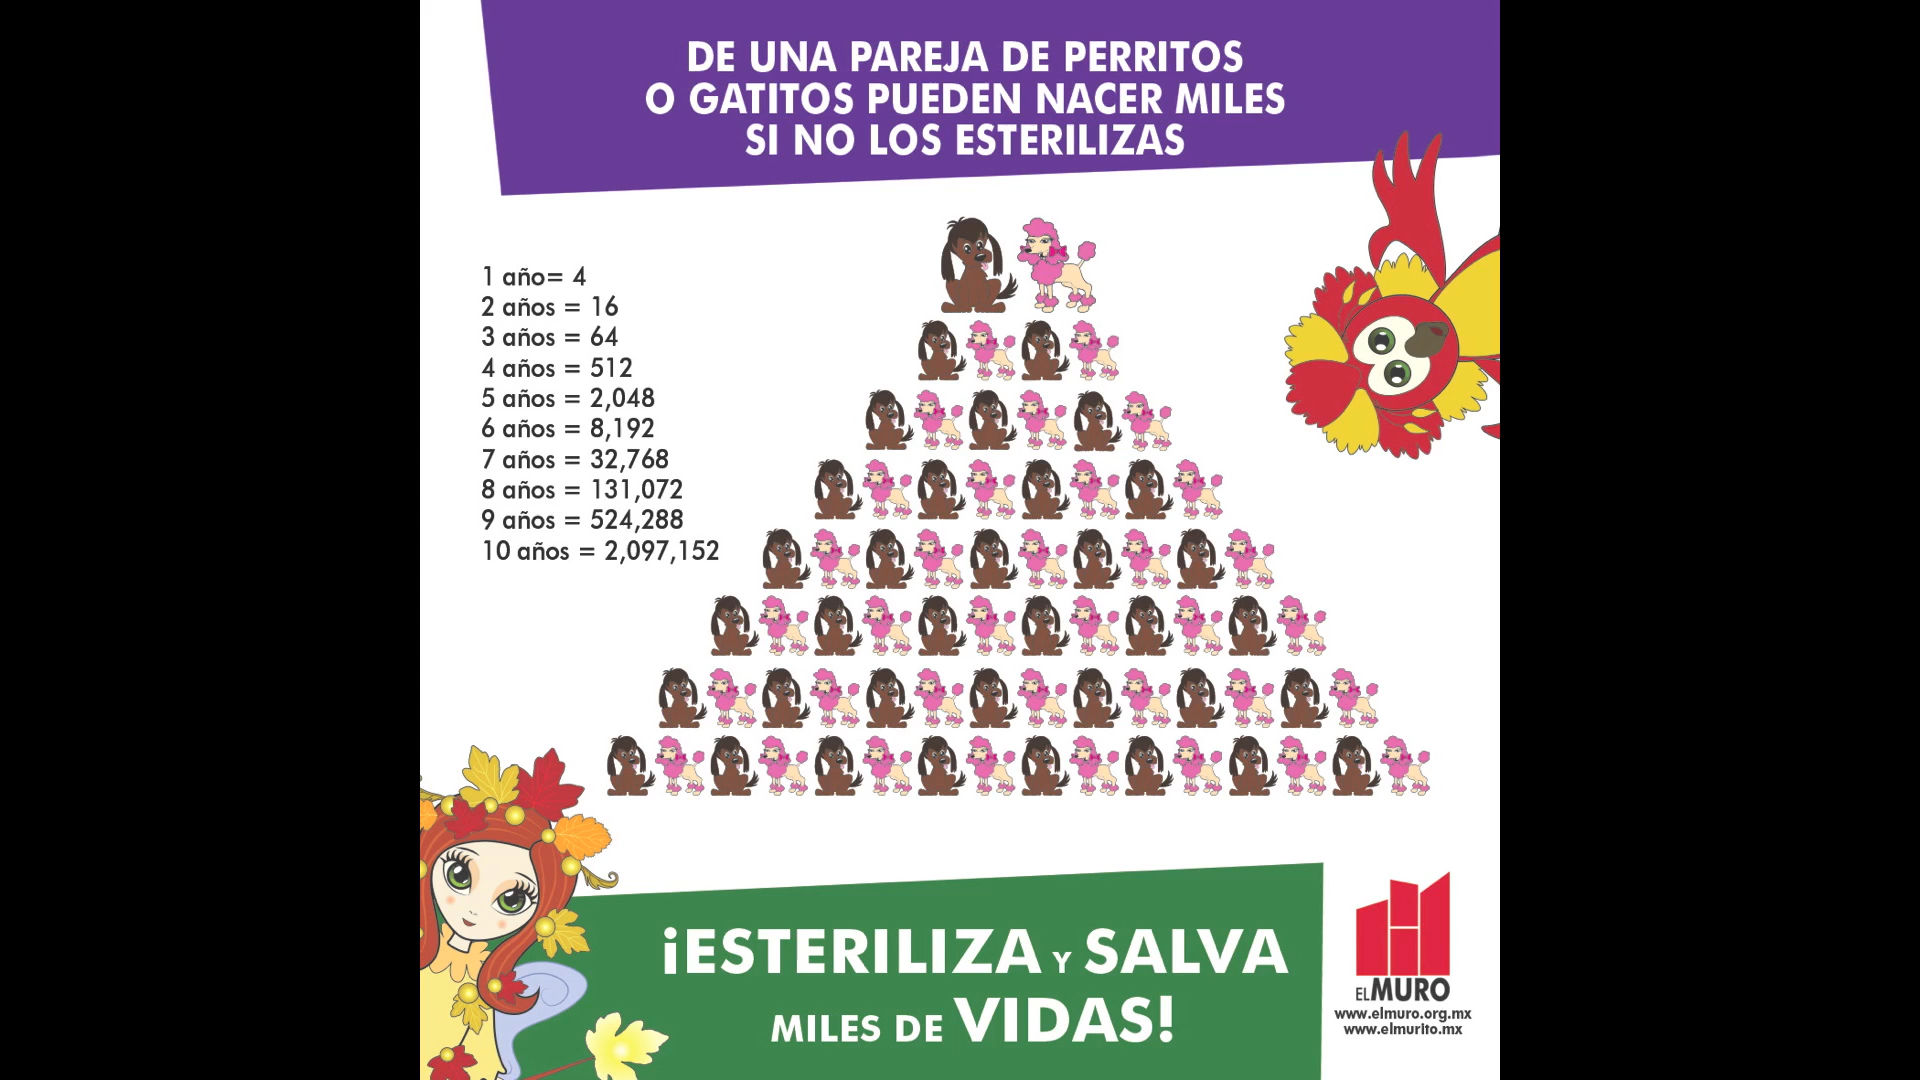 DE UNA PAREJA DE PERRITOS
O GATITOS PUEDEN NACER MILES
SI NO LOS ESTERILIZAS
1 año= 4
2 años = 16
3 años = 64
4 años = 512
5 años = 2,048
6 años = 8,192
7 años = 32,768
8 años = 131,072
9 años = 524,288
10 años = 2,097,152
¡ESTERILIZA Y SALVA
MILES DE VIDAS!
EL MURO
www.elmuro.org.mx
www.elmurito.mx